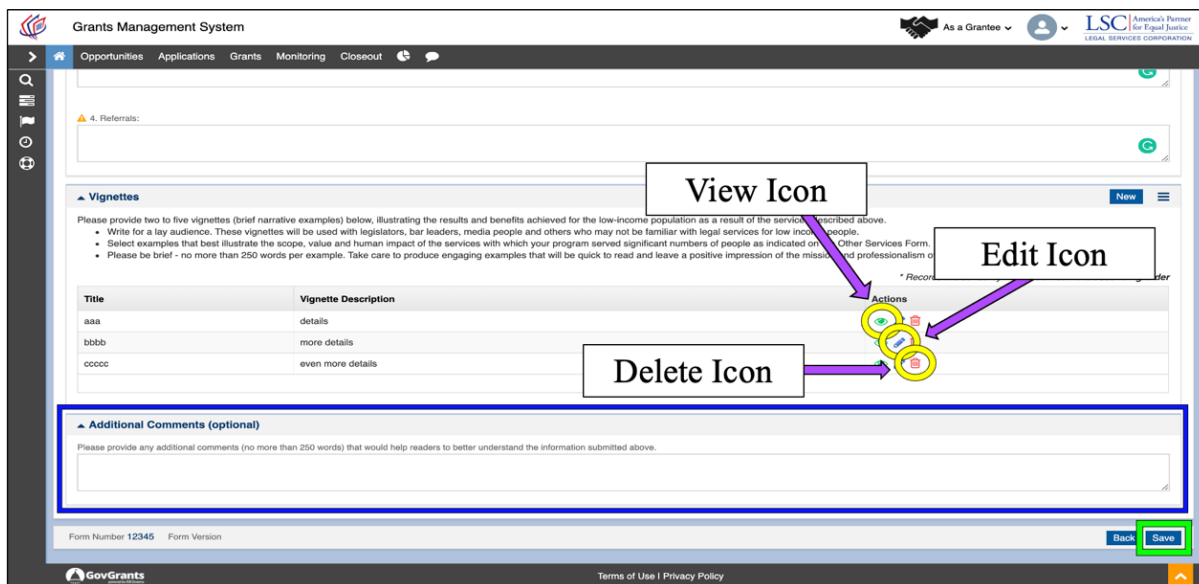 Grants Management System
As a Grantee
LSC America's Partner for Equal Justice
LEGAL SERVICES CORPORATION
Opportunities Applications Grants Monitoring Closeout
4. Referrals:
View Icon
Vignettes
New
Please provide two to five vignettes (brief narrative examples) below, illustrating the results and benefits achieved for the low-income population as a result of the services described above.
Write for a lay audience. These vignettes will be used with legislators, bar leaders, media people and others who may not be familiar with legal services for low income people.
Select examples that best illustrate the scope, value and human impact of the services with which your program served significant numbers of people as indicated on Other Services Form.
Please be brief - no more than 250 words per example. Take care to produce engaging examples that will be quick to read and leave a positive impression of the mission and professionalism
Edit Icon
* Record
Title Vignette Description Actions
aaa details
bbbb more details
ccccc even more details
Delete Icon
Additional Comments (optional)
Please provide any additional comments (no more than 250 words) that would help readers to better understand the information submitted above.
Form Number 12345 Form Version
Back Save
GovGrants
Terms of Use I Privacy Policy